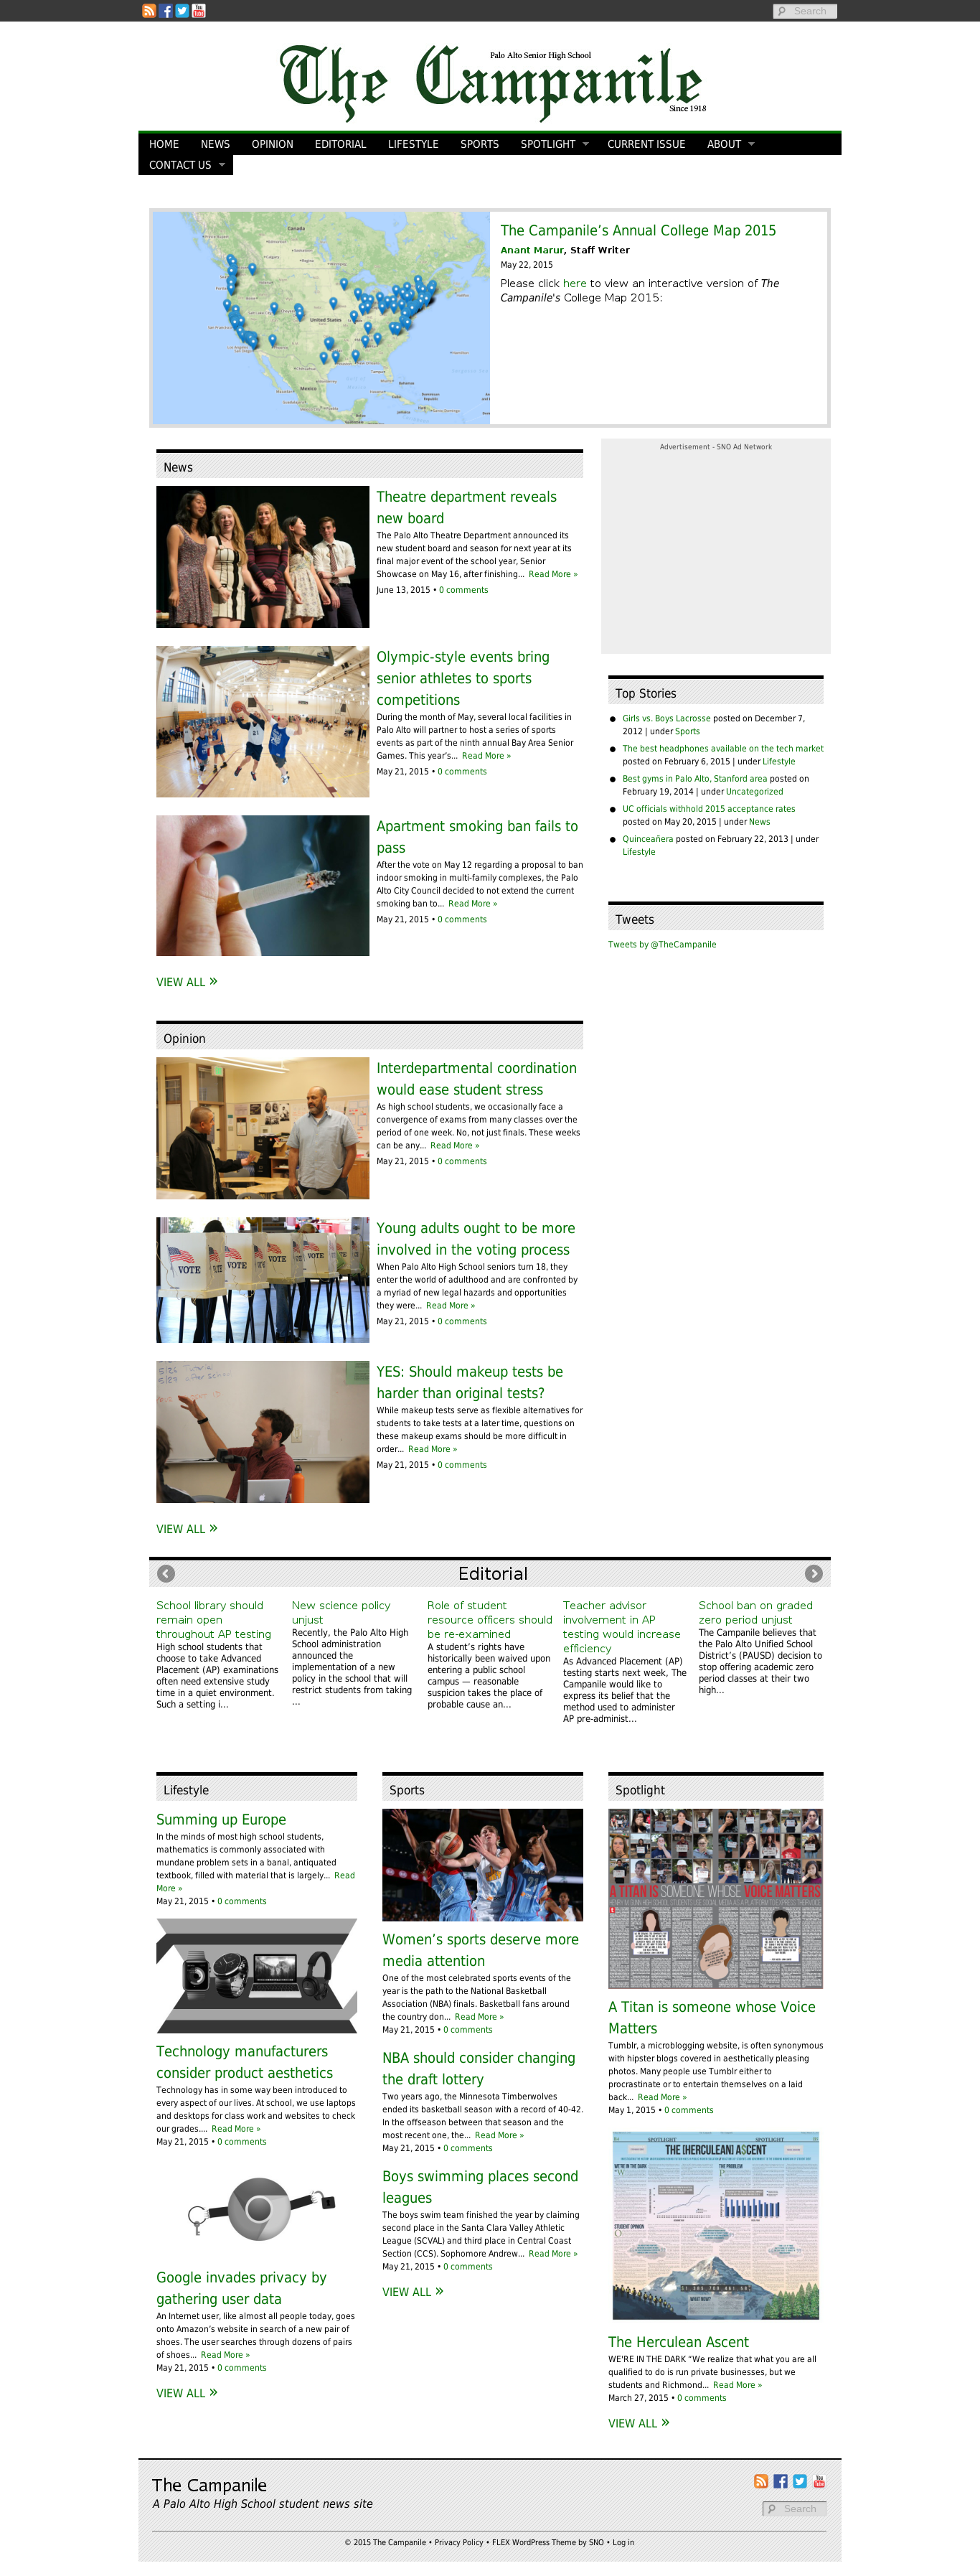 Search
Palo Alto Senior High School
The Campanile
Since 1918
HOME NEWS OPINION EDITORIAL LIFESTYLE SPORTS SPOTLIGHT CURRENT ISSUE ABOUT
CONTACT US
Canada
United States
Mexico
The Campanile’s Annual College Map 2015
Anant Marur, Staff Writer
May 22, 2015
Please click here to view an interactive version of The
Campanile's College Map 2015:
News
Theatre department reveals
new board
The Palo Alto Theatre Department announced its
new student board and season for next year at its
final major event of the school year, Senior
Showcase on May 16, after finishing... Read More »
June 13, 2015 • 0 comments
Olympic-style events bring
senior athletes to sports
competitions
During the month of May, several local facilities in
Palo Alto will partner to host a series of sports
events as part of the ninth annual Bay Area Senior
Games. This year's... Read More »
May 21, 2015 • 0 comments
Apartment smoking ban fails to
pass
After the vote on May 12 regarding a proposal to ban
indoor smoking in multi-family complexes, the Palo
Alto City Council decided to not extend the current
smoking ban to... Read More »
May 21, 2015 • 0 comments
VIEW ALL »
Advertisement - SNO Ad Network
Top Stories
Girls vs. Boys Lacrosse posted on December 7,
2012 | under Sports
The best headphones available on the tech market
posted on February 6, 2015 | under Lifestyle
Best gyms in Palo Alto, Stanford area posted on
February 19, 2014 | under Uncategorized
UC officials withhold 2015 acceptance rates
posted on May 20, 2015 | under News
Quinceañera posted on February 22, 2013 | under
Lifestyle
Tweets
Tweets by @TheCampanile
Opinion
Interdepartmental coordination
would ease student stress
As high school students, we occasionally face a
convergence of exams from many classes over the
period of one week. No, not just finals. These weeks
can be any... Read More »
May 21, 2015 • 0 comments
VOTE VOTE VOTE VOTE VOTE
Young adults ought to be more
involved in the voting process
When Palo Alto High School seniors turn 18, they
enter the world of adulthood and are confronted by
a myriad of new legal hazards and opportunities
they were... Read More »
May 21, 2015 • 0 comments
YES: Should makeup tests be
harder than original tests?
While makeup tests serve as flexible alternatives for
students to take tests at a later time, questions on
these makeup exams should be more difficult in
order... Read More »
May 21, 2015 • 0 comments
VIEW ALL »
Editorial
School library should
remain open
throughout AP testing
High school students that
choose to take Advanced
Placement (AP) examinations
often need extensive study
time in a quiet environment.
Such a setting i...
New science policy
unjust
Recently, the Palo Alto High
School administration
announced the
implementation of a new
policy in the school that will
restrict students from taking
...
Role of student
resource officers should
be re-examined
A student’s rights have
historically been waived upon
entering a public school
campus — reasonable
suspicion takes the place of
probable cause an...
Teacher advisor
involvement in AP
testing would increase
efficiency
As Advanced Placement (AP)
testing starts next week, The
Campanile would like to
express its belief that the
method used to administer
AP pre-administ...
School ban on graded
zero period unjust
The Campanile believes that
the Palo Alto Unified School
District’s (PAUSD) decision to
stop offering academic zero
period classes at their two
high...
Lifestyle
Summing up Europe
In the minds of most high school students,
mathematics is commonly associated with
mundane problem sets in a banal, antiquated
textbook, filled with material that is largely... Read
More »
May 21, 2015 • 0 comments
Technology manufacturers
consider product aesthetics
Technology has in some way been introduced to
every aspect of our lives. At school, we use laptops
and desktops for class work and websites to check
our grades.... Read More »
May 21, 2015 • 0 comments
Google invades privacy by
gathering user data
An Internet user, like almost all people today, goes
onto Amazon’s website in search of a new pair of
shoes. The user searches through dozens of pairs
of shoes... Read More »
May 21, 2015 • 0 comments
VIEW ALL »
Sports
Women’s sports deserve more
media attention
One of the most celebrated sports events of the
year is the path to the National Basketball
Association (NBA) finals. Basketball fans around
the country don... Read More »
May 21, 2015 • 0 comments
NBA should consider changing
the draft lottery
Two years ago, the Minnesota Timberwolves
ended its basketball season with a record of 40-42.
In the offseason between that season and the
most recent one, the... Read More »
May 21, 2015 • 0 comments
Boys swimming places second
leagues
The boys swim team finished the year by claiming
second place in the Santa Clara Valley Athletic
League (SCVAL) and third place in Central Coast
Section (CCS). Sophomore Andrew... Read More »
May 21, 2015 • 0 comments
VIEW ALL »
Spotlight
A TITAN IS SOMEONE WHOSE VOICE MATTERS
A Titan is someone whose Voice
Matters
Tumblr, a microblogging website, is often synonymous
with hipster blogs covered in aesthetically pleasing
photos. Many people use Tumblr either to
procrastinate or to entertain themselves on a laid
back... Read More »
May 1, 2015 • 0 comments
SPOTLIGHT SPOTLIGHT
THE (HERCULEAN) A$CENT
WE'RE IN THE DARK
THE PROBLEM
STUDENT OPINION
WHAT NOW?
The Herculean Ascent
WE’RE IN THE DARK “We realize that what you are all
qualified to do is run private businesses, but we
students and Richmond... Read More »
March 27, 2015 • 0 comments
VIEW ALL »
The Campanile
A Palo Alto High School student news site
Search
© 2015 The Campanile • Privacy Policy • FLEX WordPress Theme by SNO • Log in